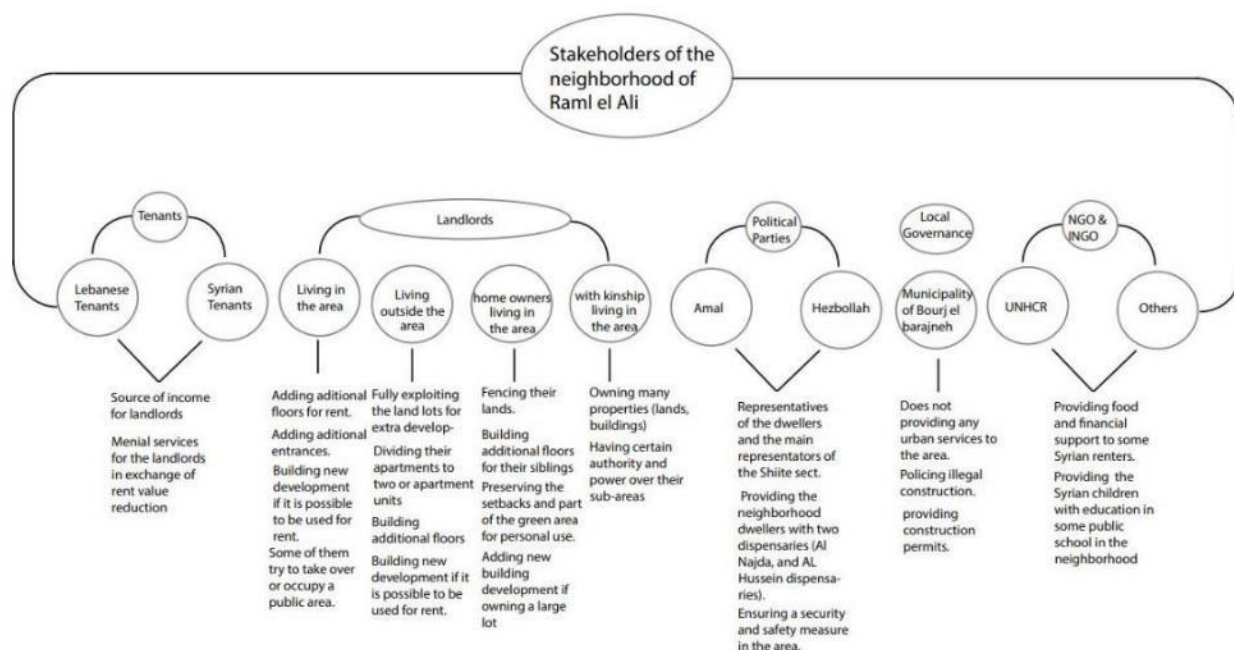 Stakeholders of the
neighborhood of
Raml el Ali
Tenants
Landlords
Political
Parties
Local
Governance
NGO &
INGO
Lebanese
Tenants
Syrian
Tenants
Living in
the area
Living
outside the
area
home owners
living in
the area
with kinship
living in
the area
Amal
Hezbollah
Municipality
of Bourj el
barajneh
UNHCR
Others
Source of income
for landlords
Menial services
for the landlords
in exchange of
rent value
reduction
Adding aditional
floors for rent.
Adding aditional
entrances.
Building new
development
if it is possible
to be used for
rent.
Some of them
try to take over
or occupy a
public area.
Fully exploiting
the land lots for
extra develop-
Dividing their
apartments to
two or apartment
units
Building
additional floors
Building new
development if it
is possible to be
used for rent.
Fencing their
lands.
Building
additional floors
for their siblings
Preserving the
setbacks and part
of the green area
for personal use.
Adding new
building
development if
owning a large
lot
Owning many
properties (lands,
buildings)
Having certain
authority and
power over their
sub-areas
Representatives
of the dwellers
and the main
representators of
the Shiite sect.
Providing the
neighborhood
dwellers with two
dispensaries (Al
Najda, and AL
Hussein dispensa-
ries).
Ensuring a security
and safety measure
in the area.
Does not
providing any
urban services to
the area.
Policing illegal
construction.
providing
construction
permits.
Providing food
and financial
support to some
Syrian renters.
Providing the
Syrian children
with education in
some public
school in the
neighborhood